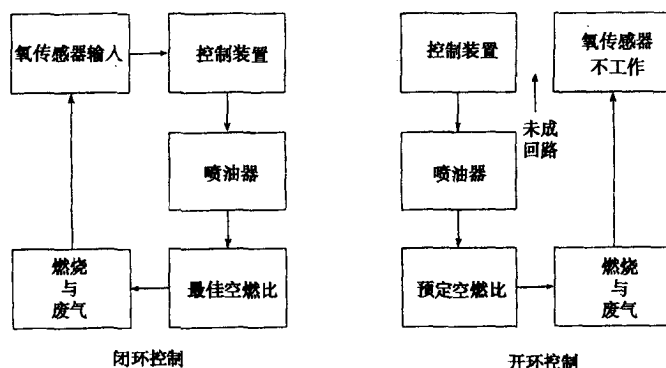 氧传感器输入
控制装置
喷油器
最佳空燃比
燃烧
与
废气
闭环控制
控制装置
氧传感器
不工作
未成
回路
喷油器
预定空燃比
燃烧
与
废气
开环控制